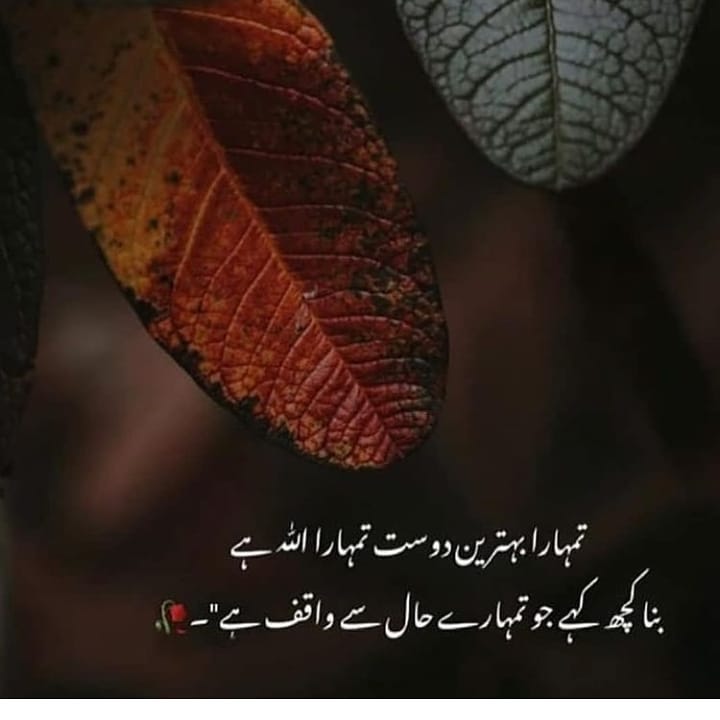 تمہارا بہترین دوست تمہارا اللہ ہے
بنا کچھ کہے جو تمہارے حال سے واقف ہے"۔🥀